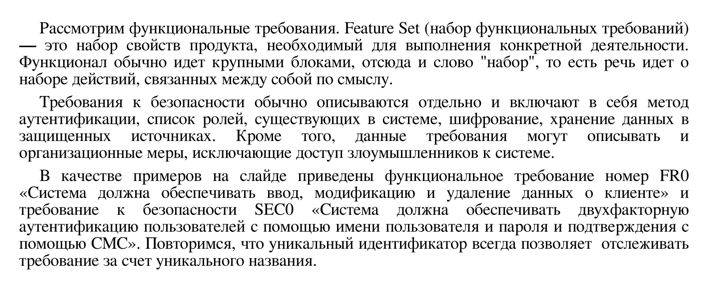 Рассмотрим функциональные требования. Feature Set (набор функциональных требований)
— это набор свойств продукта, необходимый для выполнения конкретной деятельности.
Функционал обычно идет крупными блоками, отсюда и слово "набор", то есть речь идет о
наборе действий, связанных между собой по смыслу.
Требования к безопасности обычно описываются отдельно и включают в себя метод
аутентификации, список ролей, существующих в системе, шифрование, хранение данных в
защищенных источниках. Кроме того, данные требования могут описывать и
организационные меры, исключающие доступ злоумышленников к системе.
В качестве примеров на слайде приведены функциональное требование номер FR0
«Система должна обеспечивать ввод, модификацию и удаление данных о клиенте» и
требование к безопасности SEC0 «Система должна обеспечивать двухфакторную
аутентификацию пользователей с помощью имени пользователя и пароля и подтверждения с
помощью СМС». Повторимся, что уникальный идентификатор всегда позволяет отслеживать
требование за счет уникального названия.